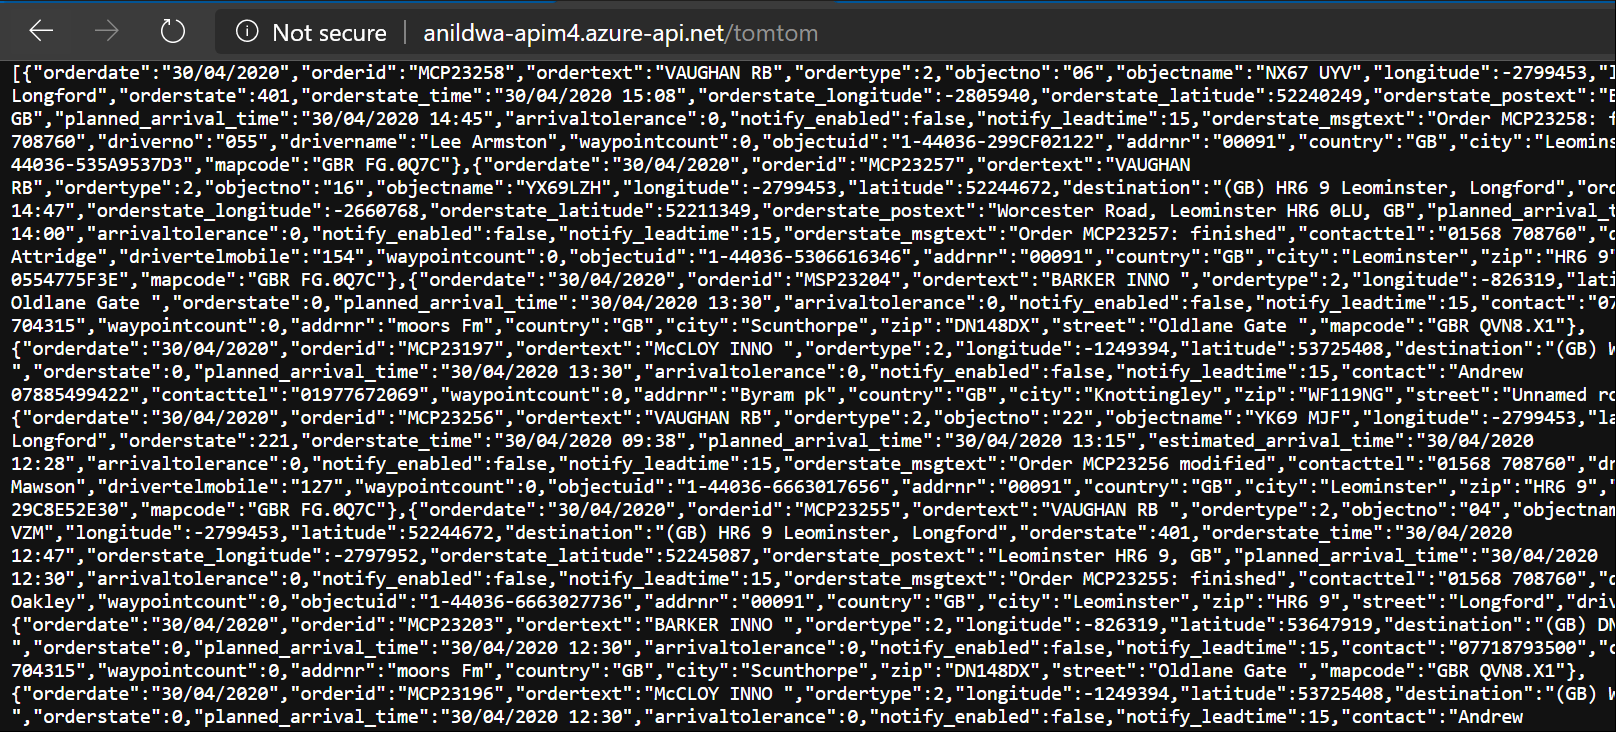 Not secure anildwa-apim4.azure-api.net/tomtom
[{"orderdate":"30/04/2020","orderid":"MCP23258","ordertext":"VAUGHAN RB","ordertype":2,"objectno":"06","objectname":"NX67 UYV","longitude":-2799453,"l
Longford","orderstate":401,"orderstate_time":"30/04/2020 15:08","orderstate_longitude":-2805940,"orderstate_latitude":52240249,"orderstate_postext":"B
GB","planned_arrival_time":"30/04/2020 14:45","arrivaltolerance":0,"notify_enabled":false,"notify_leadtime":15,"orderstate_msgtext":"Order MCP23258: f
708760","driverno":"055","drivername":"Lee Armston","waypointcount":0,"objectuid":"1-44036-299CF02122","addrnr":"00091","country":"GB","city":"Leomins
44036-535A9537D3","mapcode":"GBR FG.0Q7C"},{"orderdate":"30/04/2020","orderid":"MCP23257","ordertext":"VAUGHAN
RB","ordertype":2,"objectno":"16","objectname":"YX69LZH","longitude":-2799453,"latitude":52244672,"destination":"(GB) HR6 9 Leominster, Longford","ord
14:47","orderstate_longitude":-2660768,"orderstate_latitude":52211349,"orderstate_postext":"Worcester Road, Leominster HR6 0LU, GB","planned_arrival_t
14:00","arrivaltolerance":0,"notify_enabled":false,"notify_leadtime":15,"orderstate_msgtext":"Order MCP23257: finished","contacttel":"01568 708760","d
Attridge","drivertelmobile":"154","waypointcount":0,"objectuid":"1-44036-5306616346","addrnr":"00091","country":"GB","city":"Leominster","zip":"HR6 9"
0554775F3E","mapcode":"GBR FG.0Q7C"},{"orderdate":"30/04/2020","orderid":"MSP23204","ordertext":"BARKER INNO ","ordertype":2,"longitude":-826319,"lati
Oldlane Gate ","orderstate":0,"planned_arrival_time":"30/04/2020 13:30","arrivaltolerance":0,"notify_enabled":false,"notify_leadtime":15,"contact":"07
704315","waypointcount":0,"addrnr":"moors Fm","country":"GB","city":"Scunthorpe","zip":"DN148DX","street":"Oldlane Gate ","mapcode":"GBR QVN8.X1"},
{"orderdate":"30/04/2020","orderid":"MCP23197","ordertext":"McCLOY INNO ","ordertype":2,"longitude":-1249394,"latitude":53725408,"destination":"(GB) W
","orderstate":0,"planned_arrival_time":"30/04/2020 13:30","arrivaltolerance":0,"notify_enabled":false,"notify_leadtime":15,"contact":"Andrew
07885499422","contacttel":"01977672069","waypointcount":0,"addrnr":"Byram pk","country":"GB","city":"Knottingley","zip":"WF119NG","street":"Unnamed ro
{"orderdate":"30/04/2020","orderid":"MCP23256","ordertext":"VAUGHAN RB","ordertype":2,"objectno":"22","objectname":"YK69 MJF","longitude":-2799453,"la
Longford","orderstate":221,"orderstate_time":"30/04/2020 09:38","planned_arrival_time":"30/04/2020 13:15","estimated_arrival_time":"30/04/2020
12:28","arrivaltolerance":0,"notify_enabled":false,"notify_leadtime":15,"orderstate_msgtext":"Order MCP23256 modified","contacttel":"01568 708760","dr
Mawson","drivertelmobile":"127","waypointcount":0,"objectuid":"1-44036-6663017656","addrnr":"00091","country":"GB","city":"Leominster","zip":"HR6 9","
29C8E52E30","mapcode":"GBR FG.0Q7C"},{"orderdate":"30/04/2020","orderid":"MCP23255","ordertext":"VAUGHAN RB ","ordertype":2,"objectno":"04","objectnam
VZM","longitude":-2799453,"latitude":52244672,"destination":"(GB) HR6 9 Leominster, Longford","orderstate":401,"orderstate_time":"30/04/2020
12:47","orderstate_longitude":-2797952,"orderstate_latitude":52245087,"orderstate_postext":"Leominster HR6 9, GB","planned_arrival_time":"30/04/2020
12:30","arrivaltolerance":0,"notify_enabled":false,"notify_leadtime":15,"orderstate_msgtext":"Order MCP23255: finished","contacttel":"01568 708760","d
Oakley","waypointcount":0,"objectuid":"1-44036-6663027736","addrnr":"00091","country":"GB","city":"Leominster","zip":"HR6 9","street":"Longford","driv
{"orderdate":"30/04/2020","orderid":"MCP23203","ordertext":"BARKER INNO ","ordertype":2,"longitude":-826319,"latitude":53647919,"destination":"(GB) DN
","orderstate":0,"planned_arrival_time":"30/04/2020 12:30","arrivaltolerance":0,"notify_enabled":false,"notify_leadtime":15,"contact":"07718793500","c
704315","waypointcount":0,"addrnr":"moors Fm","country":"GB","city":"Scunthorpe","zip":"DN148DX","street":"Oldlane Gate ","mapcode":"GBR QVN8.X1"},
{"orderdate":"30/04/2020","orderid":"MCP23196","ordertext":"McCLOY INNO ","ordertype":2,"longitude":-1249394,"latitude":53725408,"destination":"(GB) W
","orderstate":0,"planned_arrival_time":"30/04/2020 12:30","arrivaltolerance":0,"notify_enabled":false,"notify_leadtime":15,"contact":"Andrew